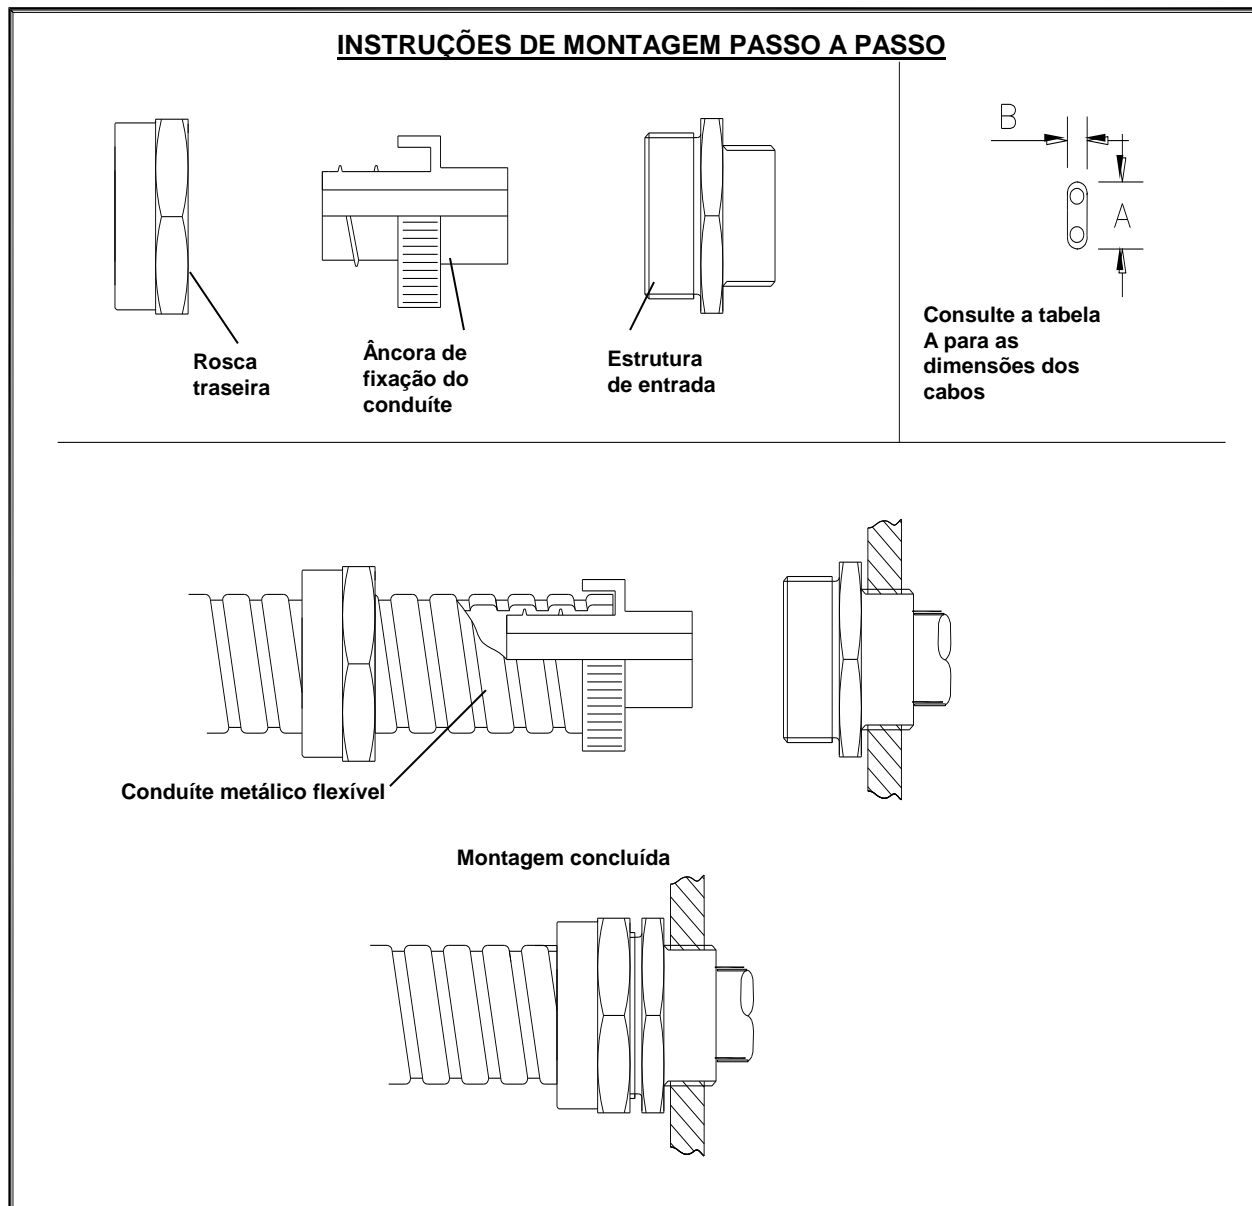 INSTRUÇÕES DE MONTAGEM PASSO A PASSO
B
A
Rosca
traseira
Âncora de
fixação do
conduíte
Estrutura
de entrada
Consulte a tabela
A para as
dimensões dos
cabos
Conduíte metálico flexível
Montagem concluída